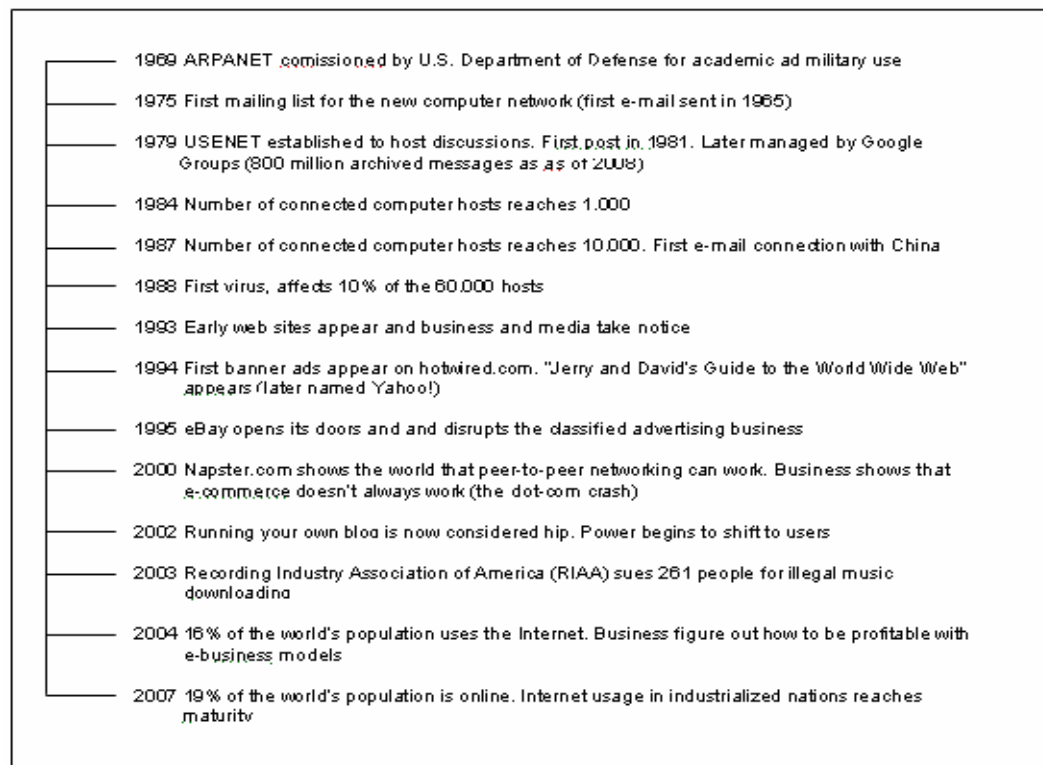 1969 ARPANET comissioned by U.S. Department of Defense for academic ad military use
1975 First mailing list for the new computer network (first e-mail sent in 1965)
1979 USENET established to host discussions. First post in 1981. Later managed by Google
Groups (800 million archived messages as as of 2008)
1984 Number of connected computer hosts reaches 1.000
1987 Number of connected computer hosts reaches 10.000. First e-mail connection with China
1988 First virus, affects 10% of the 60.000 hosts
1993 Early web sites appear and business and media take notice
1994 First banner ads appear on hotwired.com. "Jerry and David's Guide to the World Wide Web"
appears (later named Yahoo!)
1995 eBay opens its doors and and disrupts the classified advertising business
2000 Napster.com shows the world that peer-to-peer networking can work. Business shows that
e-commerce doesn't always work (the dot-com crash)
2002 Running your own blog is now considered hip. Power begins to shift to users
2003 Recording Industry Association of America (RIAA) sues 261 people for illegal music
downloading
2004 16% of the world's population uses the Internet. Business figure out how to be profitable with
e-business models
2007 19% of the world's population is online. Internet usage in industrialized nations reaches
maturity